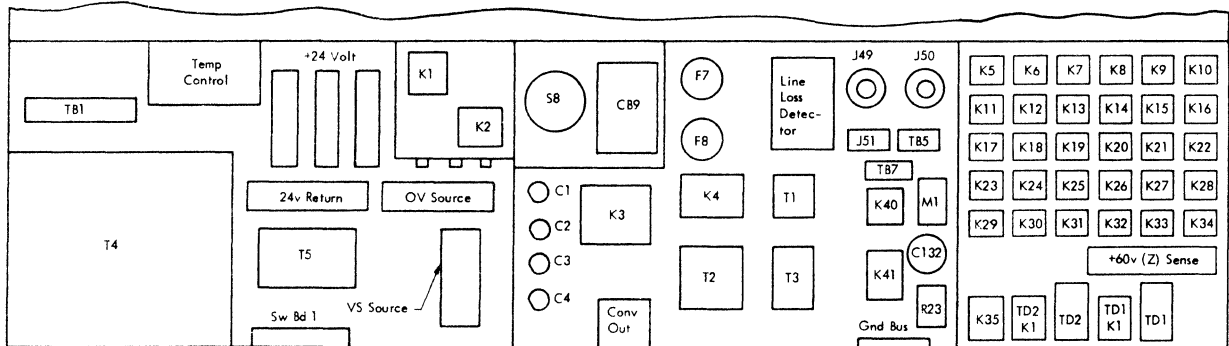 Temp
Control
TB1
T4
+24 Volt
24v Return
T5
Sw Bd 1
K1
K2
OV Source
VS Source
S8
CB9
C1
C2
C3
C4
K3
Conv
Out
F7
F8
K4
T2
Line
Loss
Detec-
tor
T1
T3
J49
J50
J51
TB5
TB7
K40
M1
C132
K41
R23
Gnd Bus
K5 K6 K7 K8 K9 K10
K11 K12 K13 K14 K15 K16
K17 K18 K19 K20 K21 K22
K23 K24 K25 K26 K27 K28
K29 K30 K31 K32 K33 K34
+60v (Z) Sense
K35
TD2
K1
TD2
TD1
K1
TD1